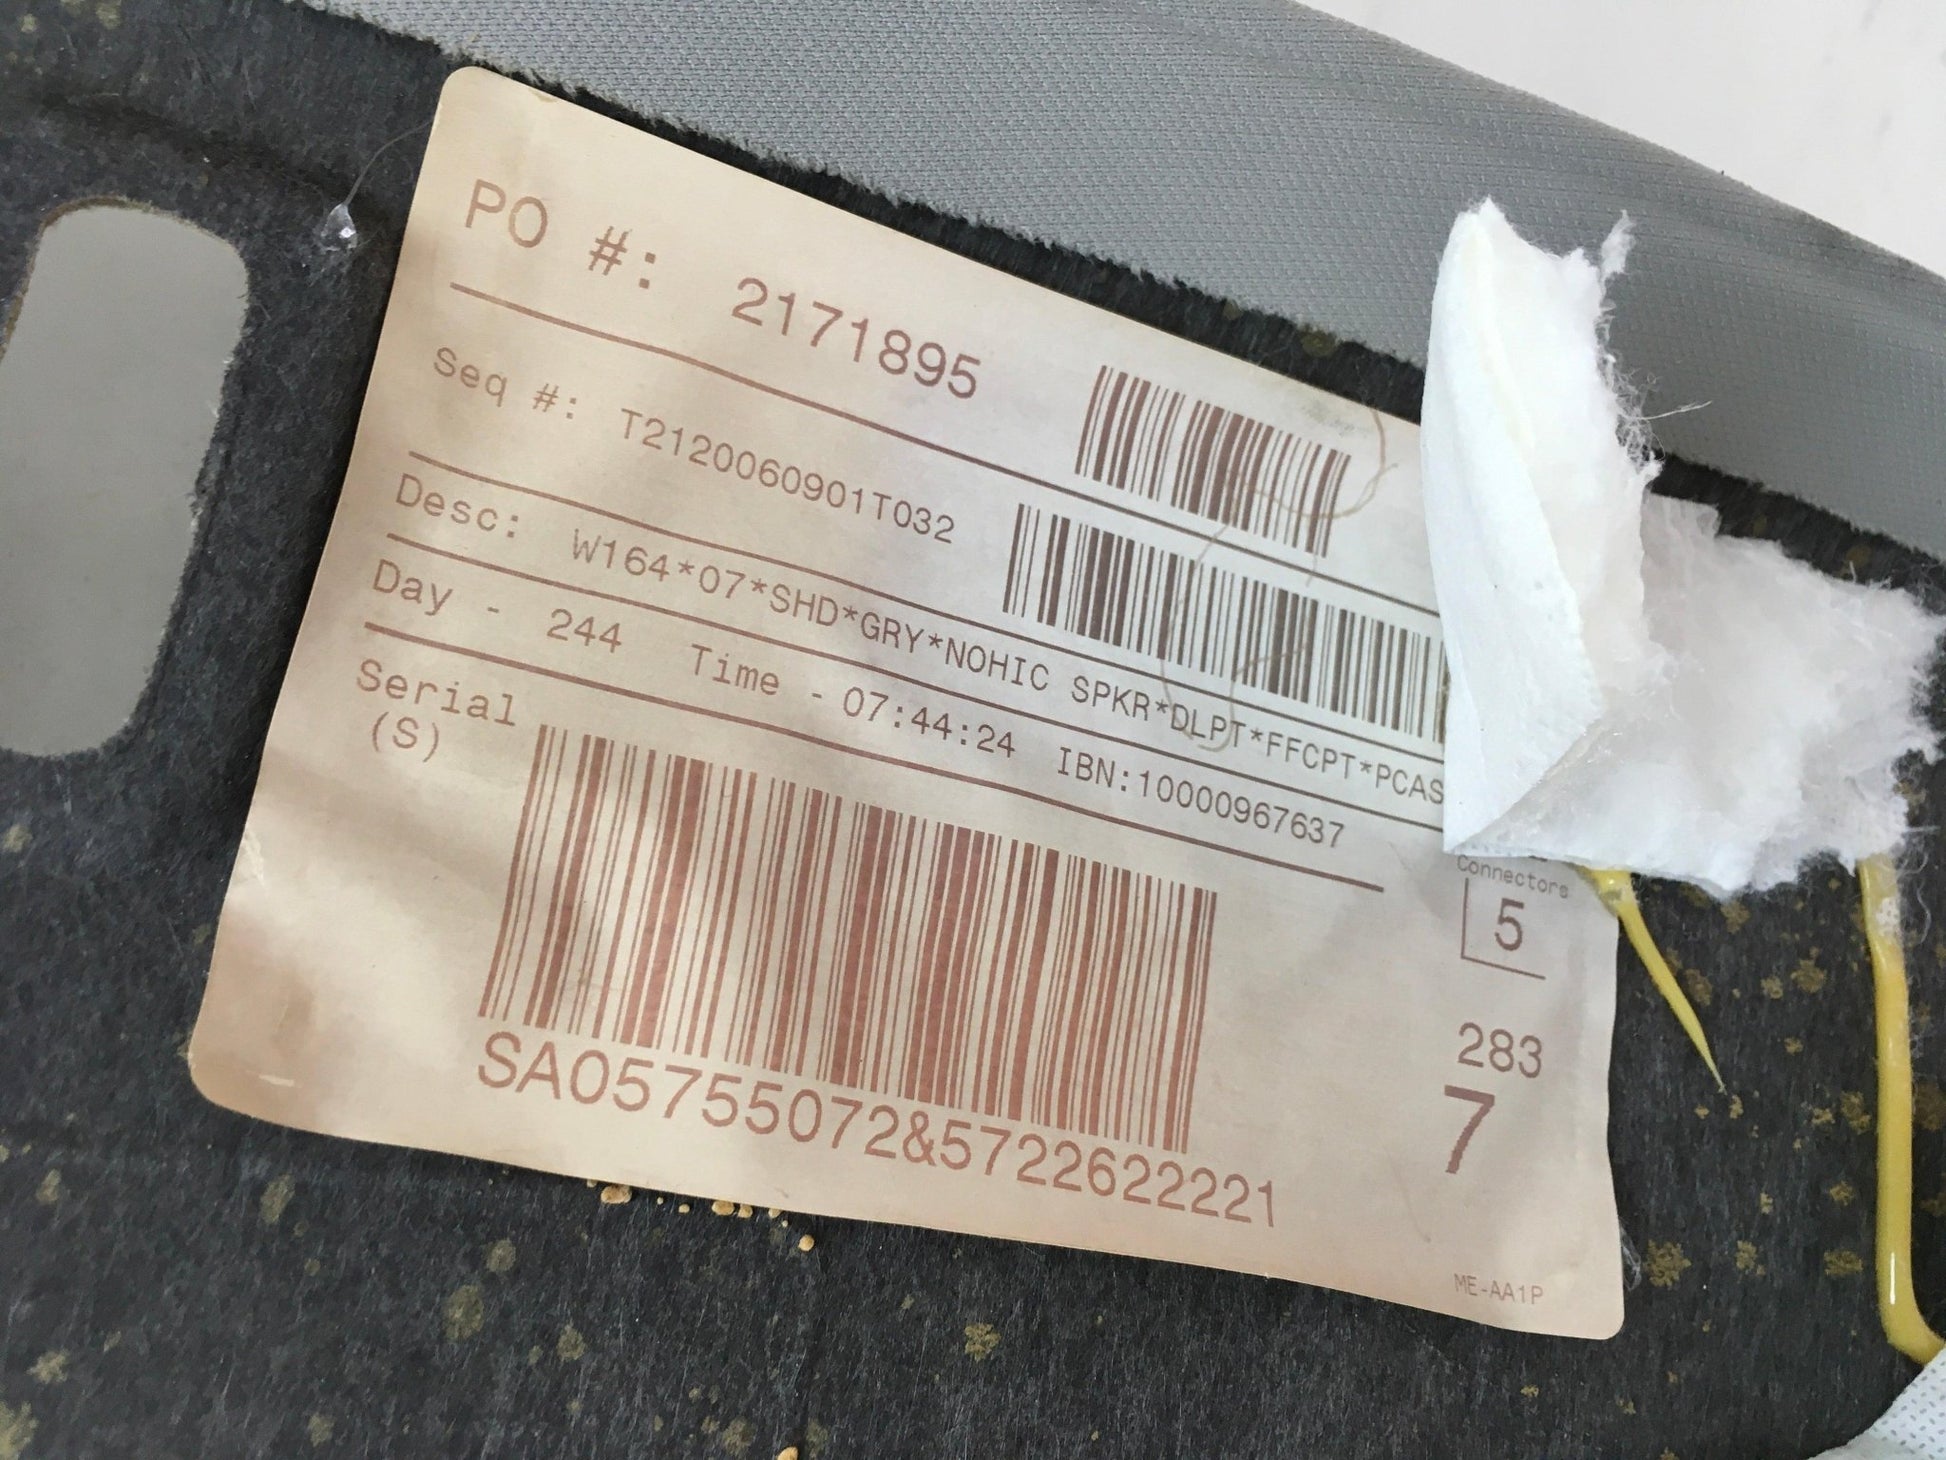 PO #: 2171895
Seq #: T2120060901T032
Desc: W164*07*SHD*GRY*NOHIC SPKR*DLPT*FFCPT*PCAS
Day - 244 Time - 07:44:24 IBN:10000967637
Serial
(S)
SA05755072&5722622221
Connectors
5
283
7
ME-AA1P